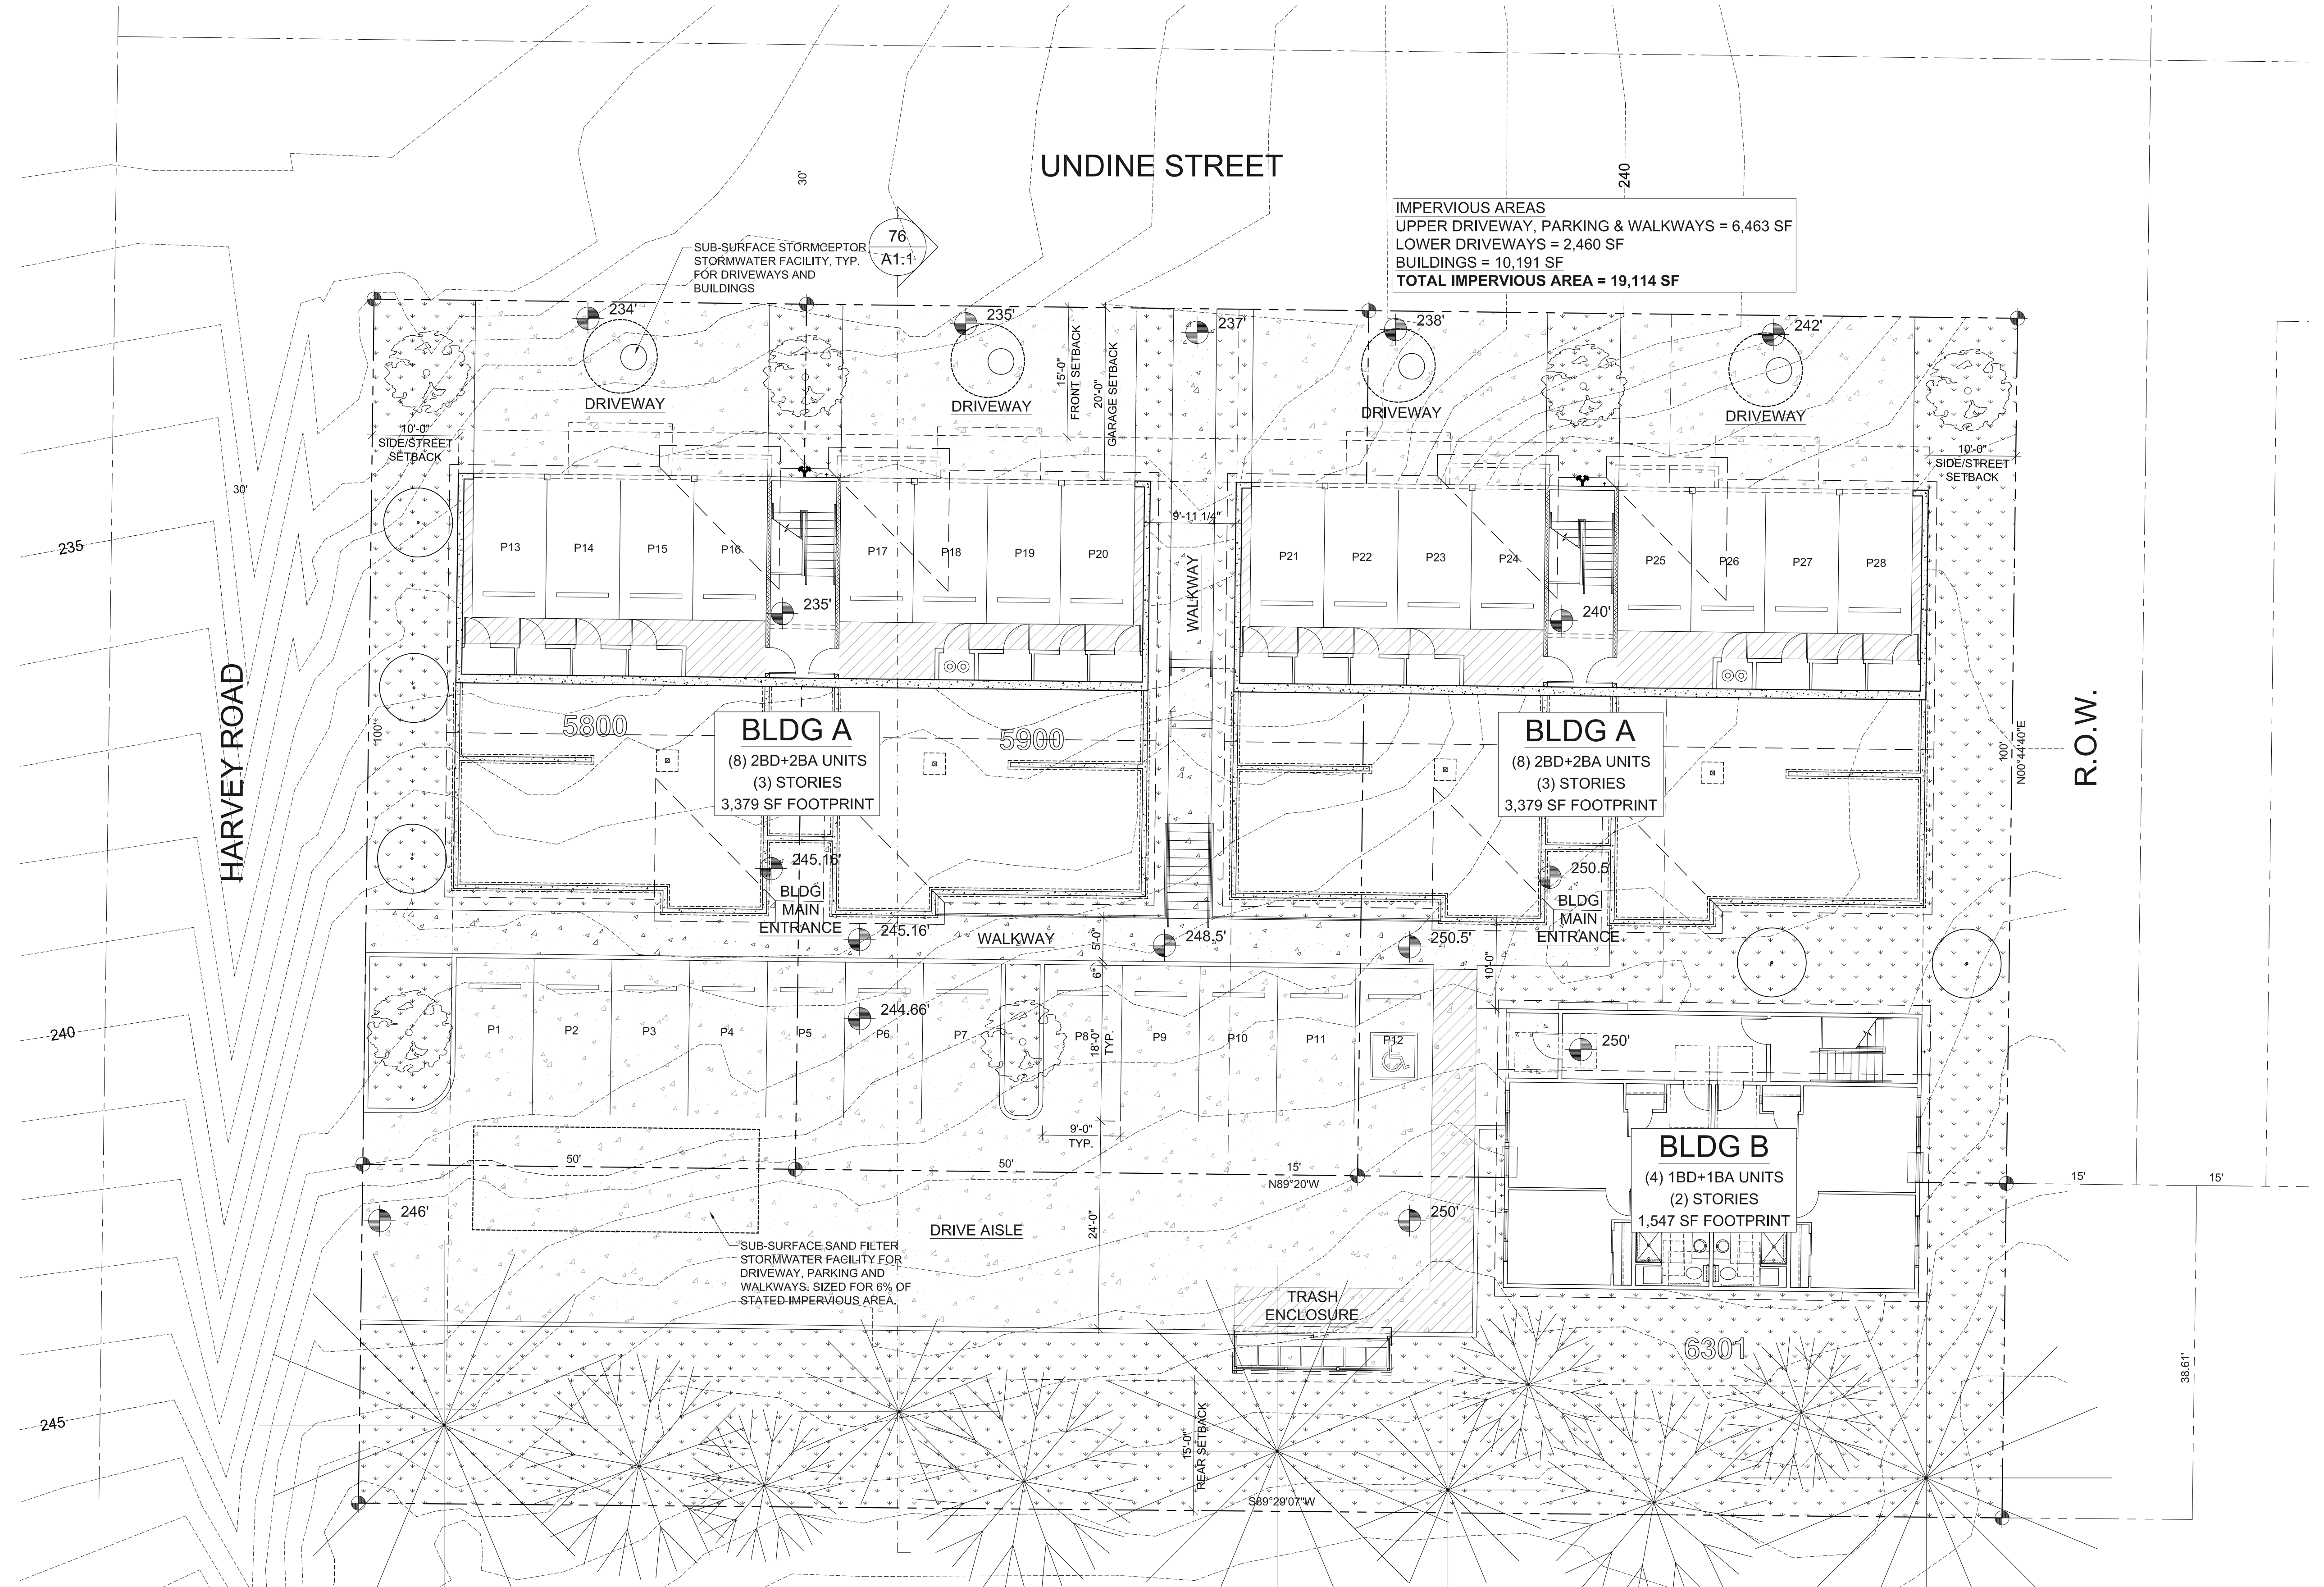 UNDINE STREET
30'
240
IMPERVIOUS AREAS
UPPER DRIVEWAY, PARKING & WALKWAYS = 6,463 SF
LOWER DRIVEWAYS = 2,460 SF
BUILDINGS = 10,191 SF
TOTAL IMPERVIOUS AREA = 19,114 SF
76
A1.1
SUB-SURFACE STORMCEPTOR
STORMWATER FACILITY, TYP.
FOR DRIVEWAYS AND
BUILDINGS
234'
235'
237'
238'
242'
DRIVEWAY
DRIVEWAY
DRIVEWAY
DRIVEWAY
15'-0"
FRONT SETBACK
20'-0"
GARAGE SETBACK
10'-0"
SIDE/STREET
SETBACK
10'-0"
SIDE/STREET
SETBACK
30'
235
HARVEY ROAD
R.O.W.
9'-11 1/4"
P13
P14
P15
P16
P17
P18
P19
P20
P21
P22
P23
P24
P25
P26
P27
P28
235'
240'
WALKWAY
100'
100'
N00°44'40"E
5800
5900
BLDG A
(8) 2BD+2BA UNITS
(3) STORIES
3,379 SF FOOTPRINT
BLDG A
(8) 2BD+2BA UNITS
(3) STORIES
3,379 SF FOOTPRINT
245.16'
BLDG
MAIN
ENTRANCE
250.5'
BLDG
MAIN
ENTRANCE
245.16'
WALKWAY
248.5'
250.5'
5'-0"
6"
10'-0"
240
P1
P2
P3
P4
P5
P6
P7
P8
P9
P10
P11
P12
244.66'
18'-0"
TYP.
9'-0"
TYP.
250'
50'
50'
15'
N89°20'W
15'
15'
BLDG B
(4) 1BD+1BA UNITS
(2) STORIES
1,547 SF FOOTPRINT
246'
DRIVE AISLE
24'-0"
250'
SUB-SURFACE SAND FILTER
STORMWATER FACILITY FOR
DRIVEWAY, PARKING AND
WALKWAYS. SIZED FOR 6% OF
STATED IMPERVIOUS AREA.
TRASH
ENCLOSURE
6301
38.61'
245
15'-0"
REAR SETBACK
S89°29'07"W